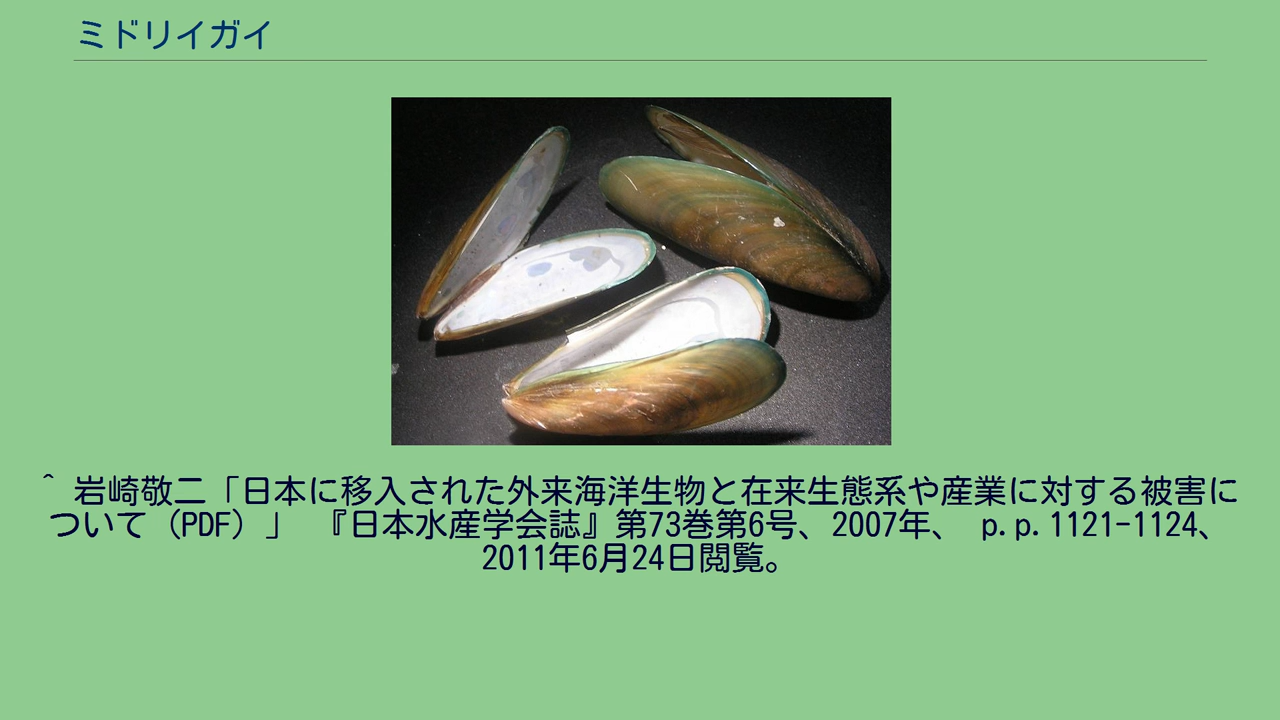 ミドリイガイ
^ 岩崎敬二「日本に移入された外来海洋生物と在来生態系や産業に対する被害に
ついて（PDF）」 『日本水産学会誌』第73巻第6号、2007年、 p.p.1121-1124、
2011年6月24日閲覧。